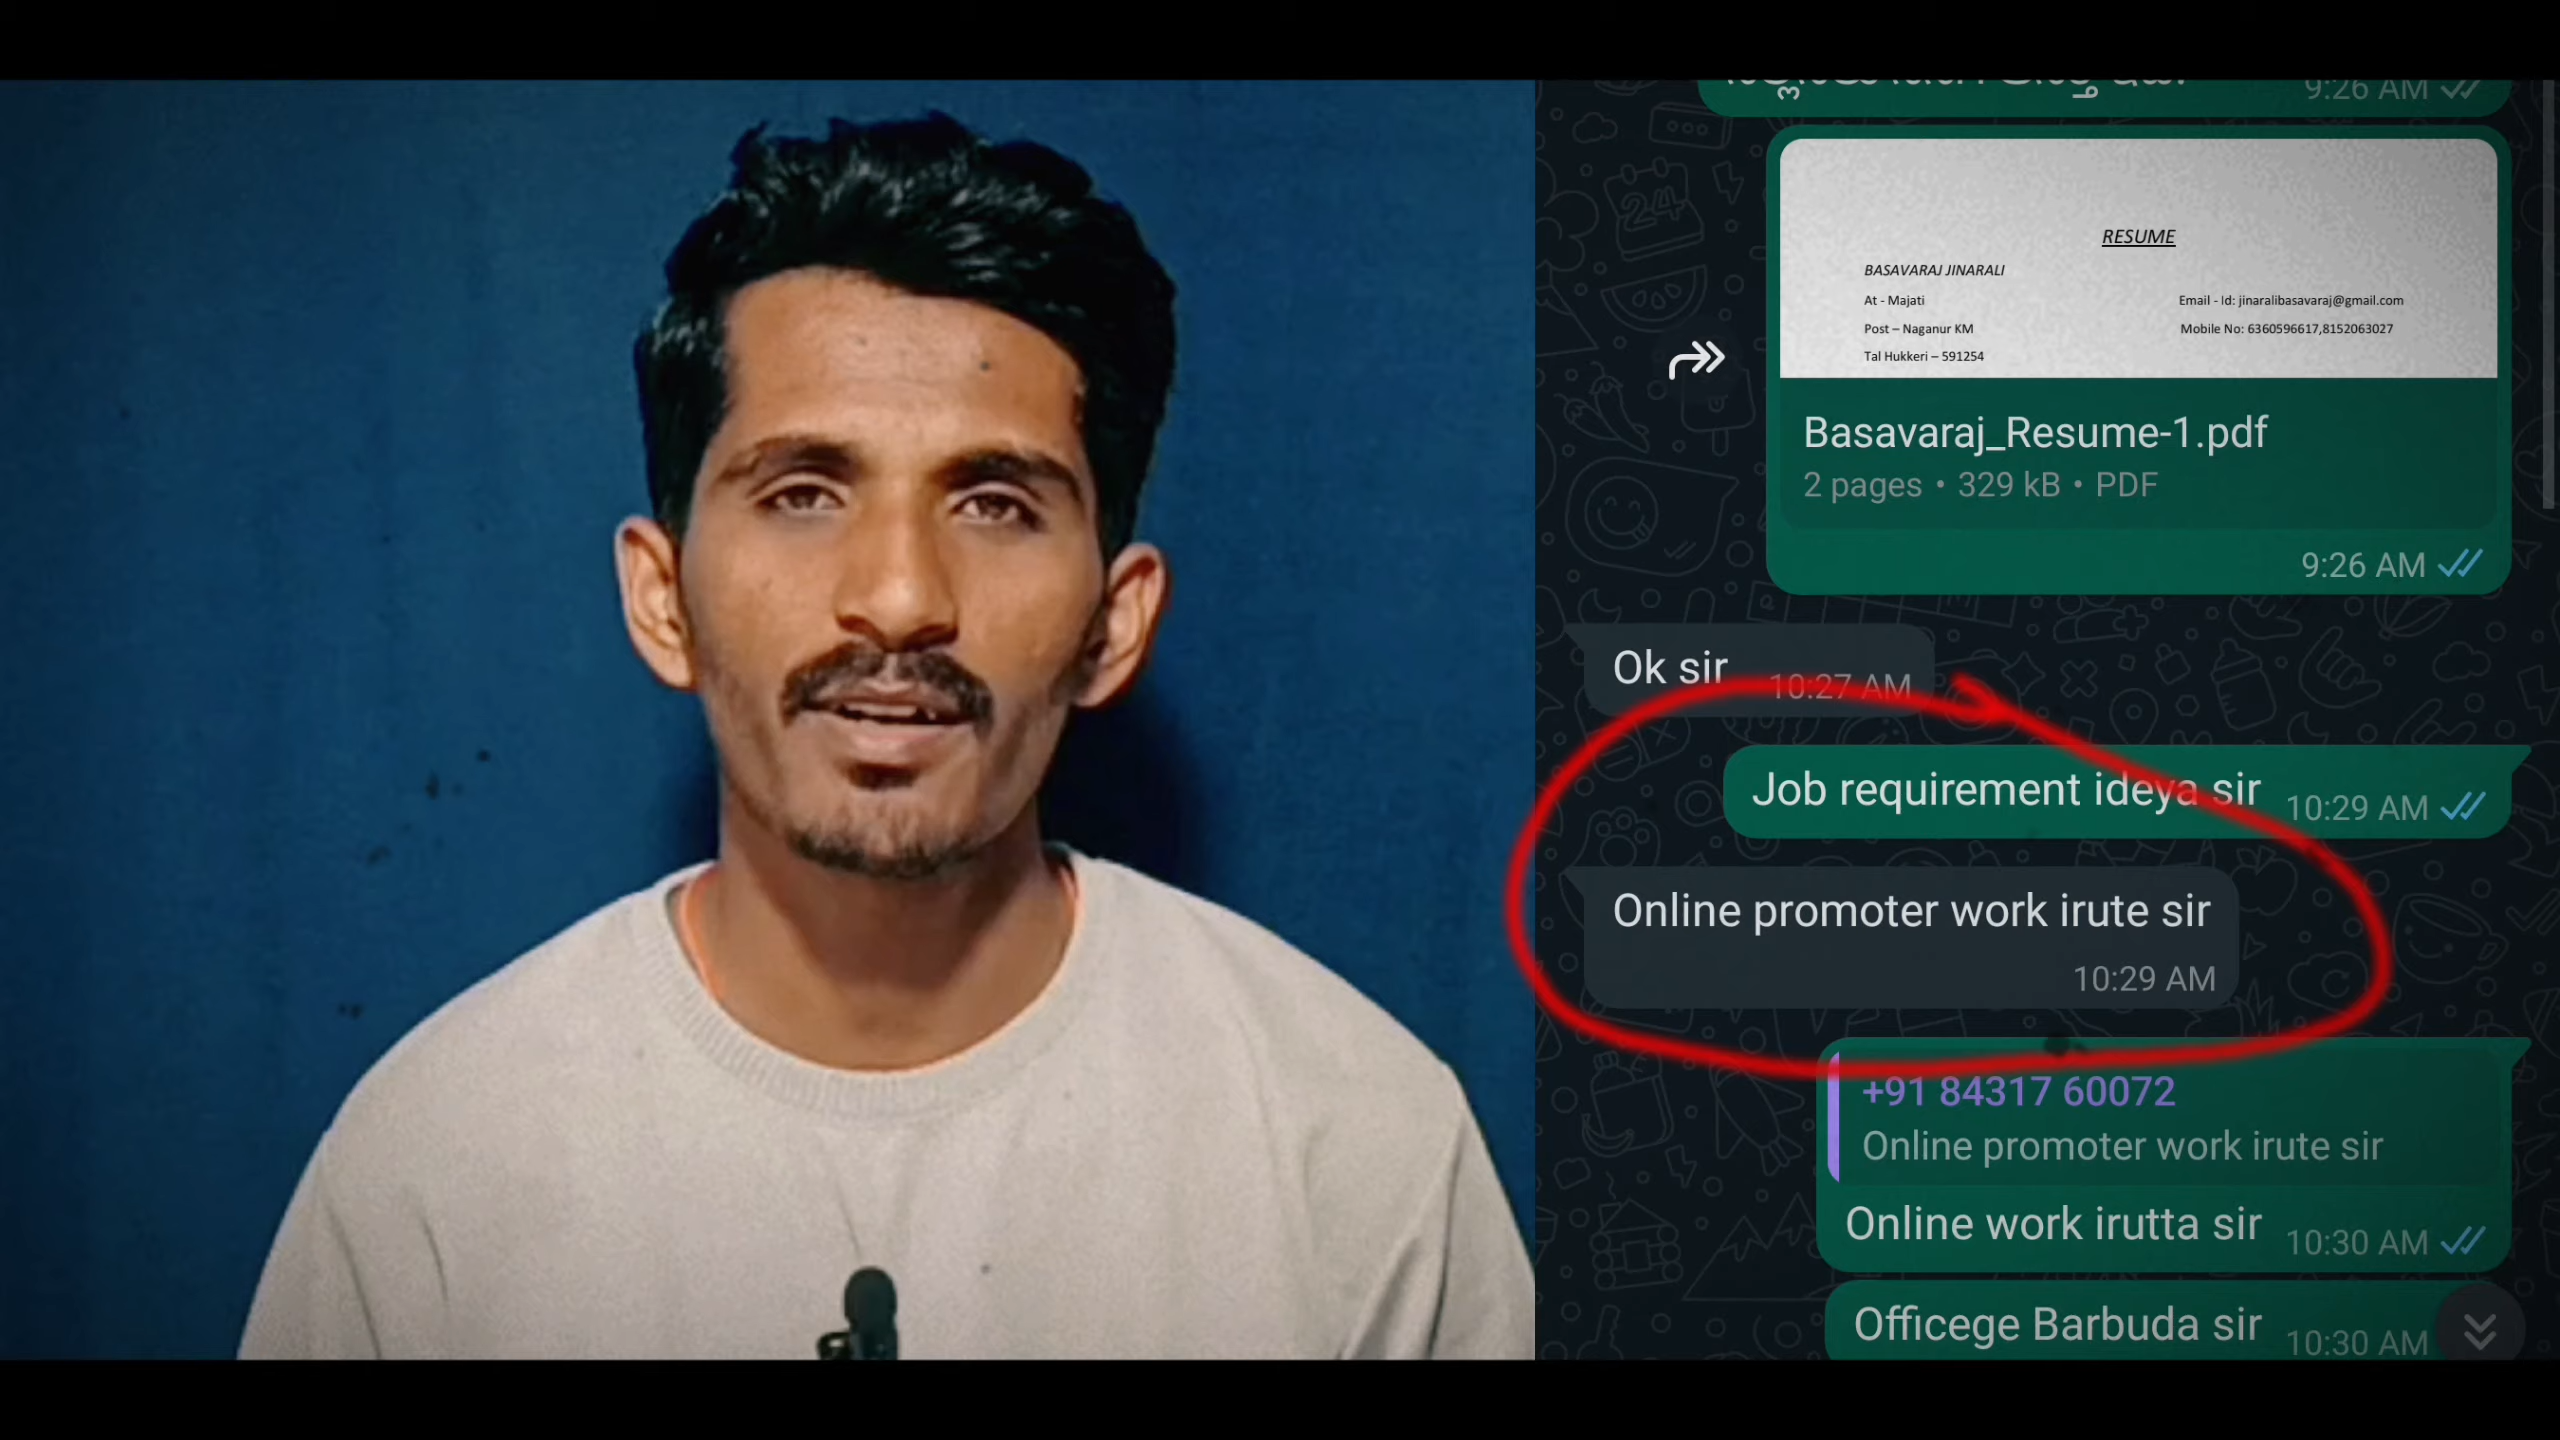 9:26 AM
RESUME
BASAVARAJ JINARALI
At - Majati
Email - Id: jinaralibasavaraj@gmail.com
Post – Naganur KM
Mobile No: 6360596617,8152063027
Tal Hukkeri – 591254
Basavaraj_Resume-1.pdf
2 pages • 329 kB • PDF
9:26 AM
Ok sir 10:27 AM
Job requirement ideya sir 10:29 AM
Online promoter work irute sir
10:29 AM
+91 84317 60072
Online promoter work irute sir
Online work irutta sir 10:30 AM
Officege Barbuda sir 10:30 AM